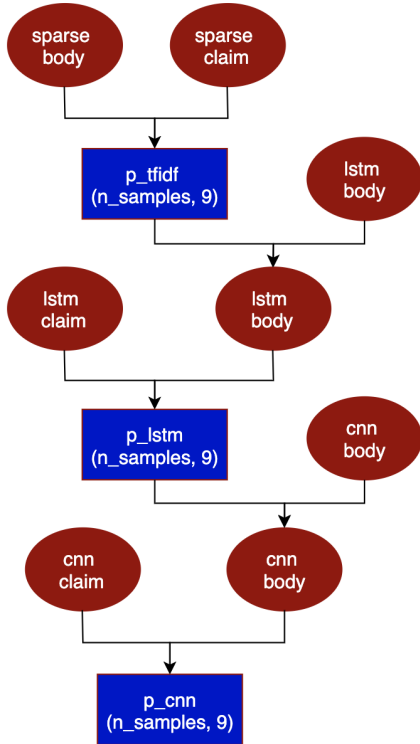 sparse
body
sparse
claim
p_tfidf
(n_samples, 9)
lstm
body
lstm
claim
lstm
body
p_lstm
(n_samples, 9)
cnn
body
cnn
claim
cnn
body
p_cnn
(n_samples, 9)